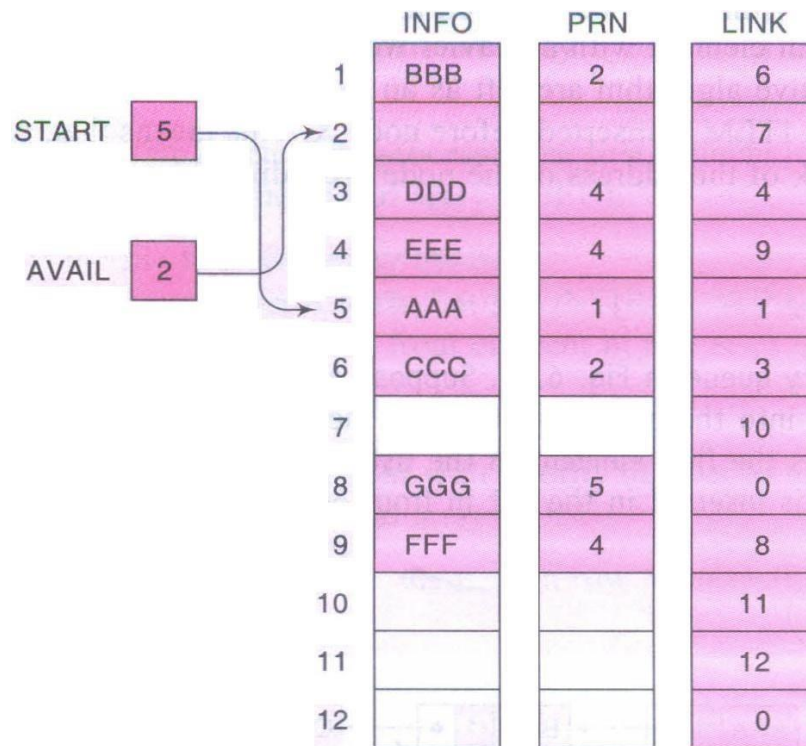 INFO PRN LINK
1 BBB 2 6
START 5 2 7
3 DDD 4 4
AVAIL 2 4 EEE 4 9
5 AAA 1 1
6 CCC 2 3
7 10
8 GGG 5 0
9 FFF 4 8
10 11
11 12
12 0